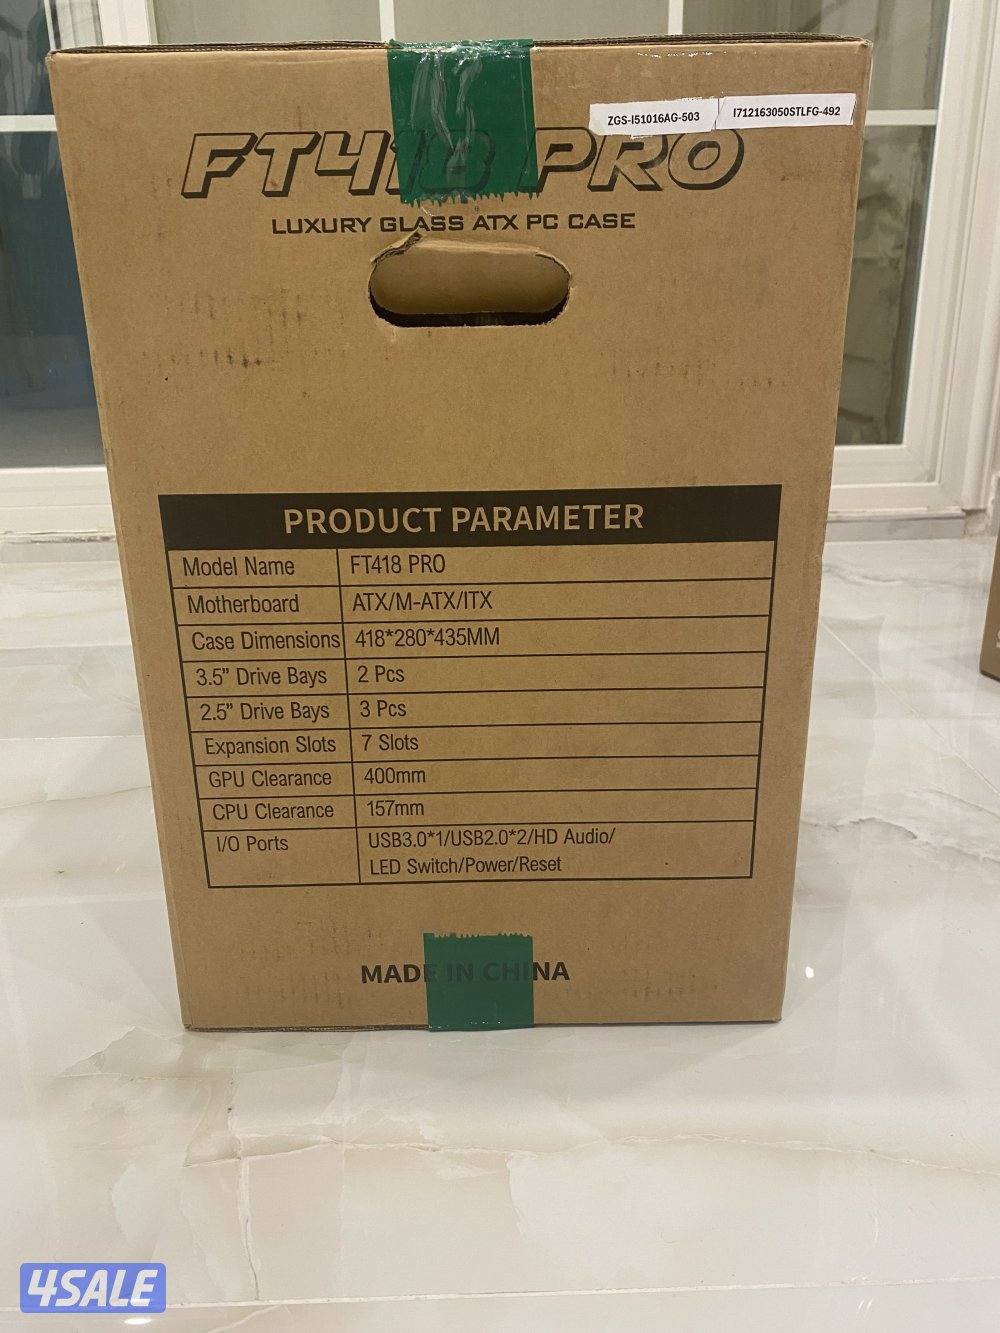 ZGS-I51016AG-503
I712163050STLFG-492
FT418 PRO
LUXURY GLASS ATX PC CASE
PRODUCT PARAMETER
Model Name FT418 PRO
Motherboard ATX/M-ATX/ITX
Case Dimensions 418*280*435MM
3.5” Drive Bays 2 Pcs
2.5” Drive Bays 3 Pcs
Expansion Slots 7 Slots
GPU Clearance 400mm
CPU Clearance 157mm
I/O Ports USB3.0*1/USB2.0*2/HD Audio/
LED Switch/Power/Reset
MADE IN CHINA
4SALE